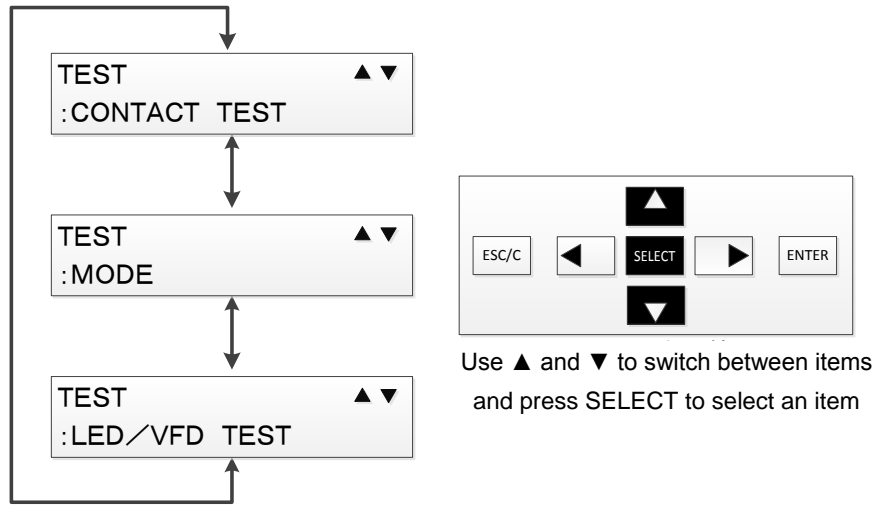 TEST ▲ ▼
:CONTACT TEST
TEST ▲ ▼
:MODE
TEST ▲ ▼
:LED／VFD TEST
ESC/C ◀ SELECT ▶ ENTER
Use ▲ and ▼ to switch between items
and press SELECT to select an item